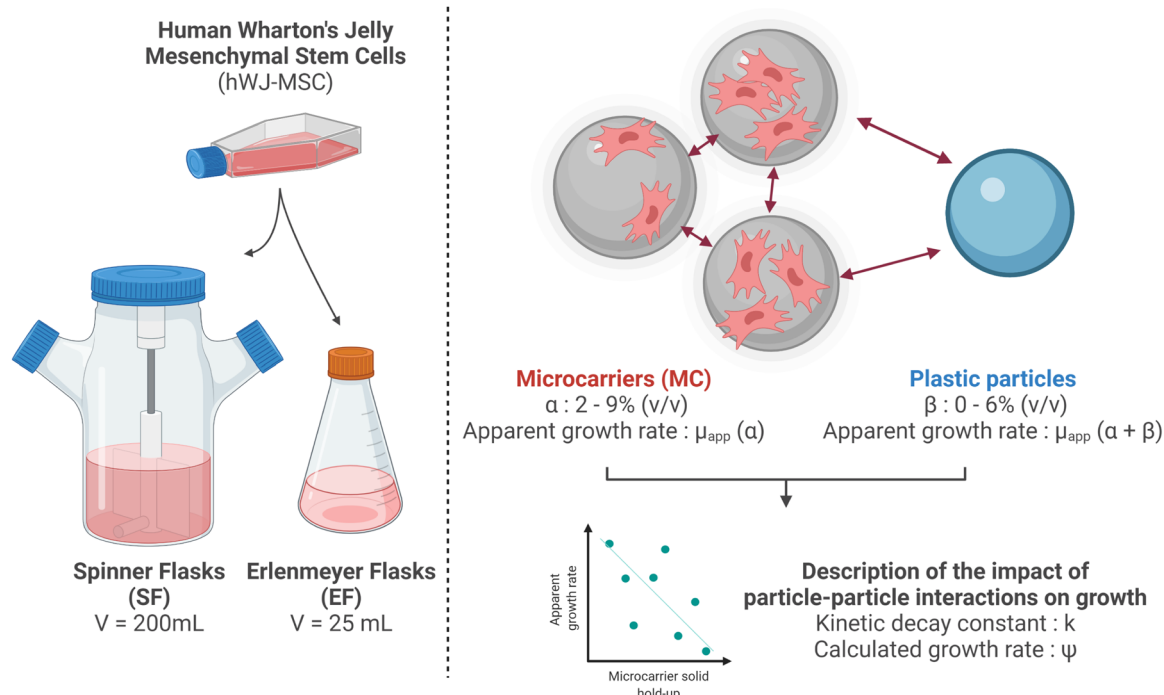 Human Wharton's Jelly
Mesenchymal Stem Cells
(hWJ-MSC)
Spinner Flasks
(SF)
V = 200mL
Erlenmeyer Flasks
(EF)
V = 25 mL
Microcarriers (MC)
α : 2 - 9% (v/v)
Apparent growth rate : µapp (α)
Plastic particles
β : 0 - 6% (v/v)
Apparent growth rate : µapp (α + β)
Apparent
growth rate
Microcarrier solid
hold-up
Description of the impact of
particle-particle interactions on growth
Kinetic decay constant : k
Calculated growth rate : ψ